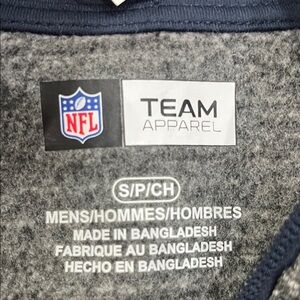 NFL
TEAM
APPAREL
S/P/CH
MENS/HOMMES/HOMBRES
MADE IN BANGLADESH
FABRIQUE AU BANGLADESH
HECHO EN BANGLADESH